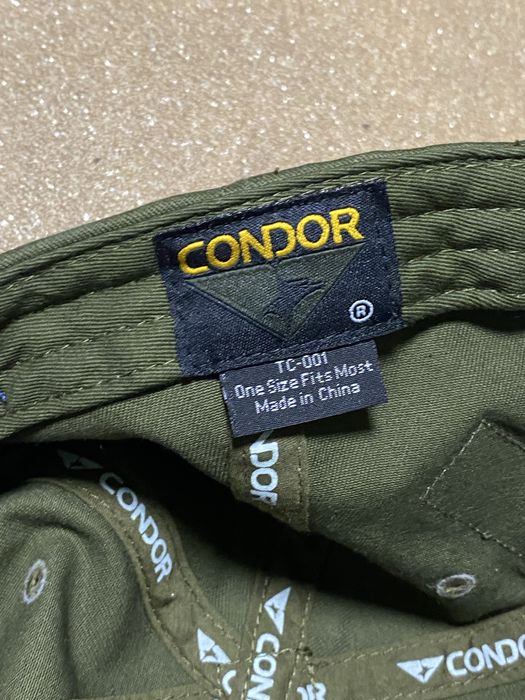 CONDOR
®
TC-001
One Size Fits Most
Made in China
CONDOR
CONDOR
CONDOR
CONDOR